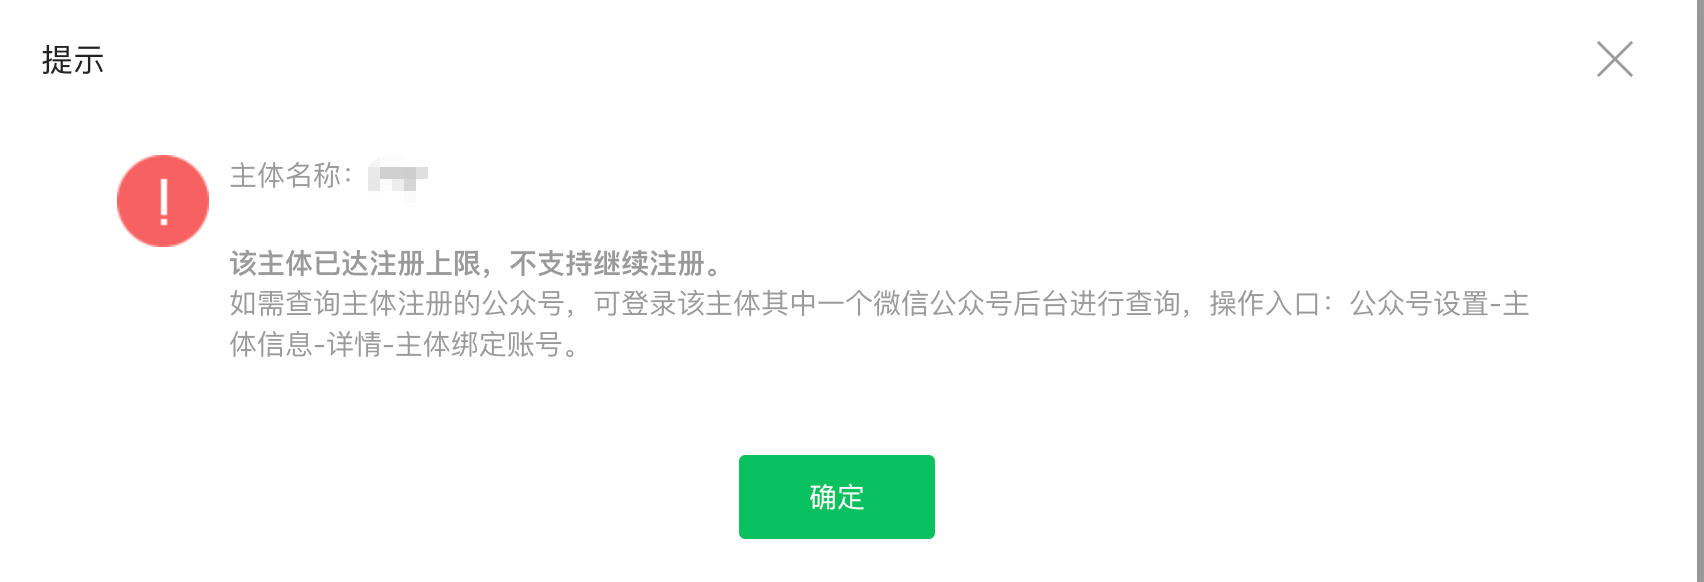 提示
主体名称：
该主体已达注册上限，不支持继续注册。
如需查询主体注册的公众号，可登录该主体其中一个微信公众号后台进行查询，操作入口：公众号设置-主
体信息-详情-主体绑定账号。
确定